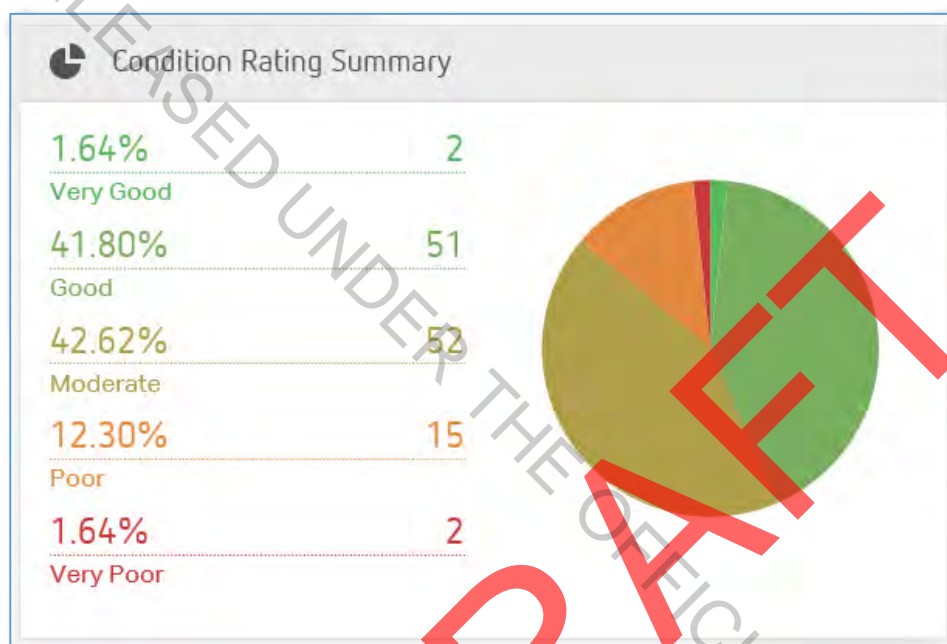 Condition Rating Summary
1.64% 2
Very Good
41.80% 51
Good
42.62% 52
Moderate
12.30% 15
Poor
1.64% 2
Very Poor
RELEASED UNDER THE OFFICI
DRAFT